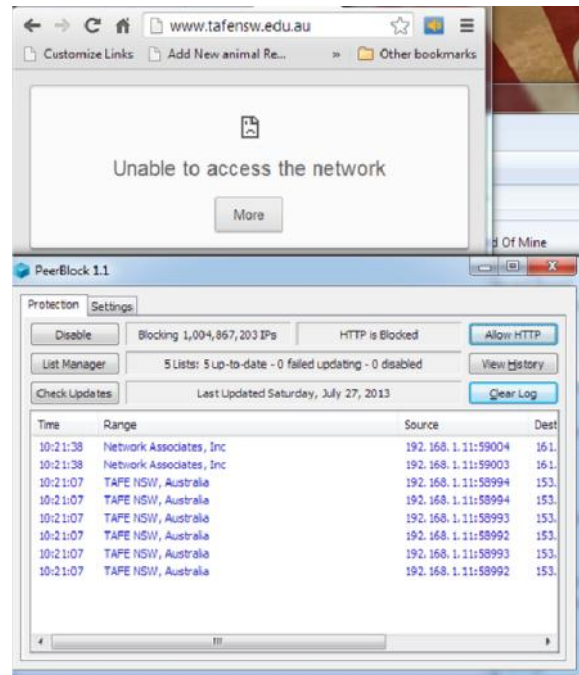 www.tafensw.edu.au
Customize Links Add New animal Re... » Other bookmarks
Unable to access the network
More
d Of Mine
PeerBlock 1.1
Protection Settings
Disable Blocking 1,004,867,203 IPs HTTP is Blocked Allow HTTP
List Manager 5 Lists: 5 up-to-date - 0 failed updating - 0 disabled View History
Check Updates Last Updated Saturday, July 27, 2013 Clear Log
Time Range Source Dest
10:21:38 Network Associates, Inc 192.168.1.11:59004 161.
10:21:38 Network Associates, Inc 192.168.1.11:59003 161.
10:21:07 TAFE NSW, Australia 192.168.1.11:58994 153.
10:21:07 TAFE NSW, Australia 192.168.1.11:58994 153.
10:21:07 TAFE NSW, Australia 192.168.1.11:58993 153.
10:21:07 TAFE NSW, Australia 192.168.1.11:58992 153.
10:21:07 TAFE NSW, Australia 192.168.1.11:58993 153.
10:21:07 TAFE NSW, Australia 192.168.1.11:58992 153.